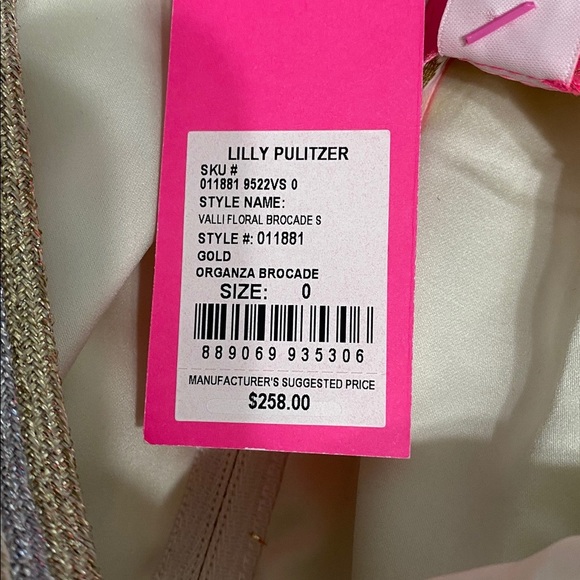 LILLY PULITZER
SKU #
011881 9522VS 0
STYLE NAME:
VALLI FLORAL BROCADE S
STYLE #: 011881
GOLD
ORGANZA BROCADE
SIZE: 0
889069 935306
MANUFACTURER'S SUGGESTED PRICE
$258.00